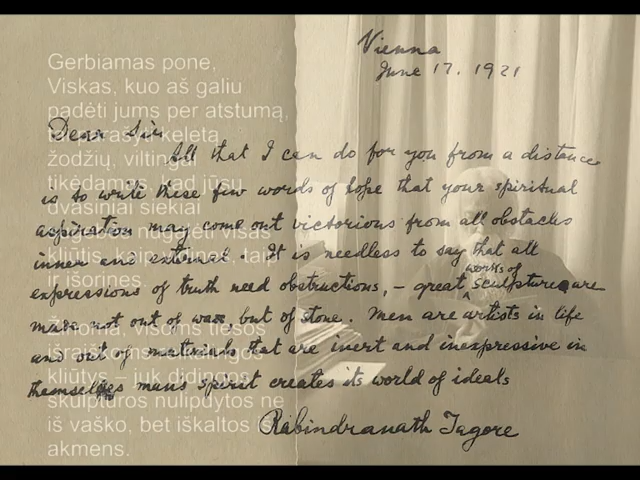 Vienna
June 17. 1921
Dear Sir
All that I can do for you from a distance
is to write these few words of hope that your spiritual
aspiration may come out victorious from all obstacles
inner and external. It is needless to say that all
expressions of truth need obstructions, - great works of sculpture are
made not out of wax, but of stone. Men are artists in life
and out of materials that are inert and inexpressive in
themselves man's spirit creates its world of ideals
Rabindranath Tagore
Gerbiamas pone,
Viskas, kuo aš galiu
padėti jums per atstumą,
keletą
žodžių, viltingai
tikėdamas, kad jūsų
dvasiniai siekiai
visas
ir išorines.
visoms tiesos
kliūtys – juk didingos
skulptūros nulipdytos ne
iš vaško, bet iškaltos iš
akmens.